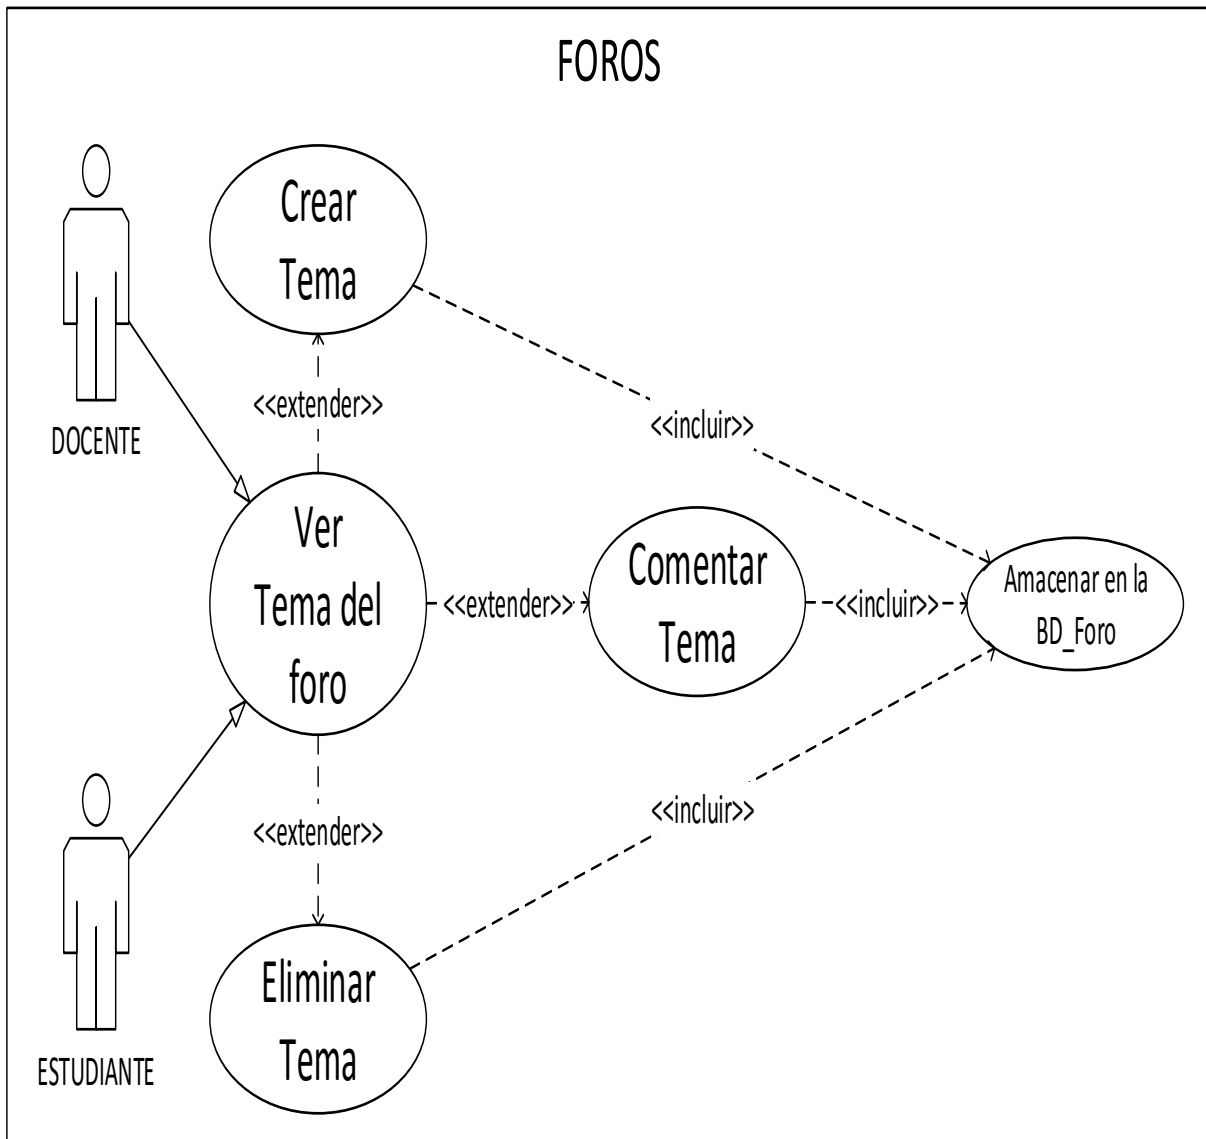 FOROS
Crear
Tema
<<extender>>
<<incluir>>
DOCENTE
Ver
Tema del
foro
<<extender>>
Comentar
Tema
<<incluir>>
Amacenar en la
BD_Foro
<<extender>>
<<incluir>>
Eliminar
Tema
ESTUDIANTE